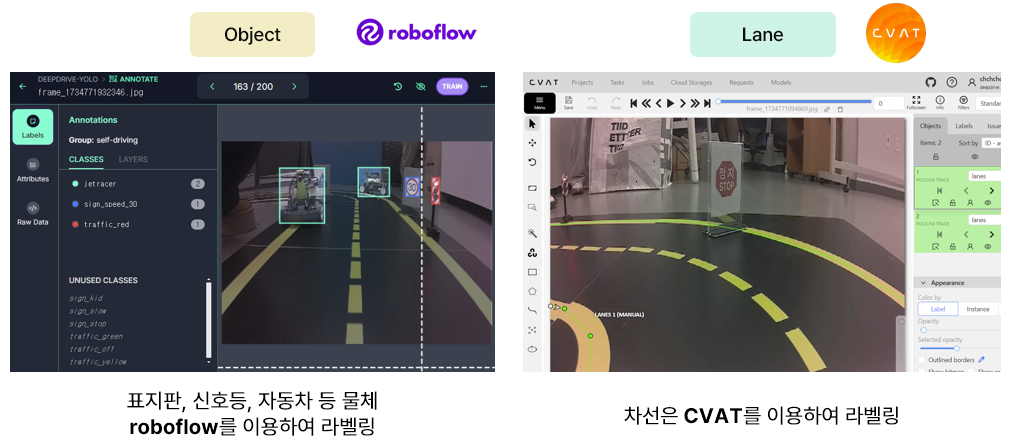 Object
roboflow
Lane
CVAT
DEEPDRIVE-YOLO > ANNOTATE
frame_1734771932346.jpg
163 / 200
TRAIN
Labels
Attributes
Raw Data
Annotations
Group: self-driving
CLASSES LAYERS
jetracer 2
sign_speed_30 1
traffic_red 1
UNUSED CLASSES
sign_kid
sign_slow
sign_stop
traffic_green
traffic_off
traffic_yellow
30
CVAT
Projects Tasks Jobs Cloud Storages Requests Models
chchch
deepdrive
Menu
Save
Undo
Redo
frame_1734771094869.jpg
0
Fullscreen
Info
Filters
Standar
TIID
ETTIER
정지
STOP
LANES 1 (MANUAL)
Objects Labels Issue
Items: 2 Sort by ID - a
1
lanes
POLYLINE TRACK
2
lanes
POLYLINE TRACK
Appearance
Color by
Label Instance
Opacity
Selected opacity
Outlined borders
표지판, 신호등, 자동차 등 물체
roboflow를 이용하여 라벨링
차선은 CVAT를 이용하여 라벨링